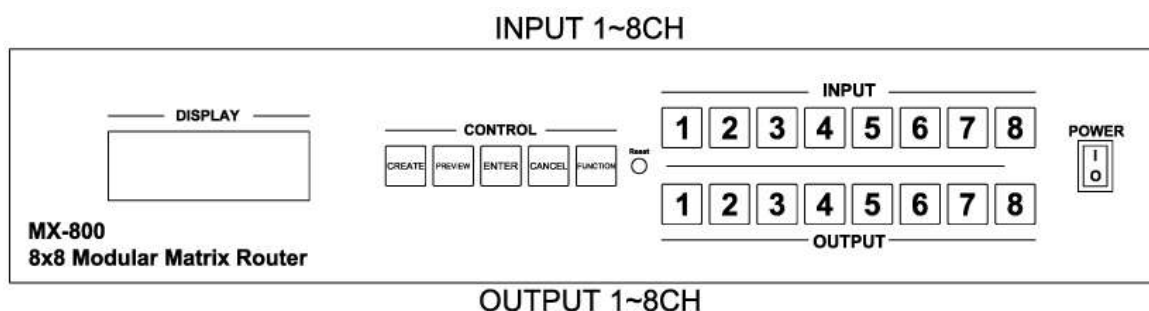 INPUT 1~8CH
DISPLAY
CONTROL
CREATE PREVIEW ENTER CANCEL FUNCTION
Reset
INPUT
1 2 3 4 5 6 7 8
1 2 3 4 5 6 7 8
OUTPUT
POWER
I
O
MX-800
8x8 Modular Matrix Router
OUTPUT 1~8CH